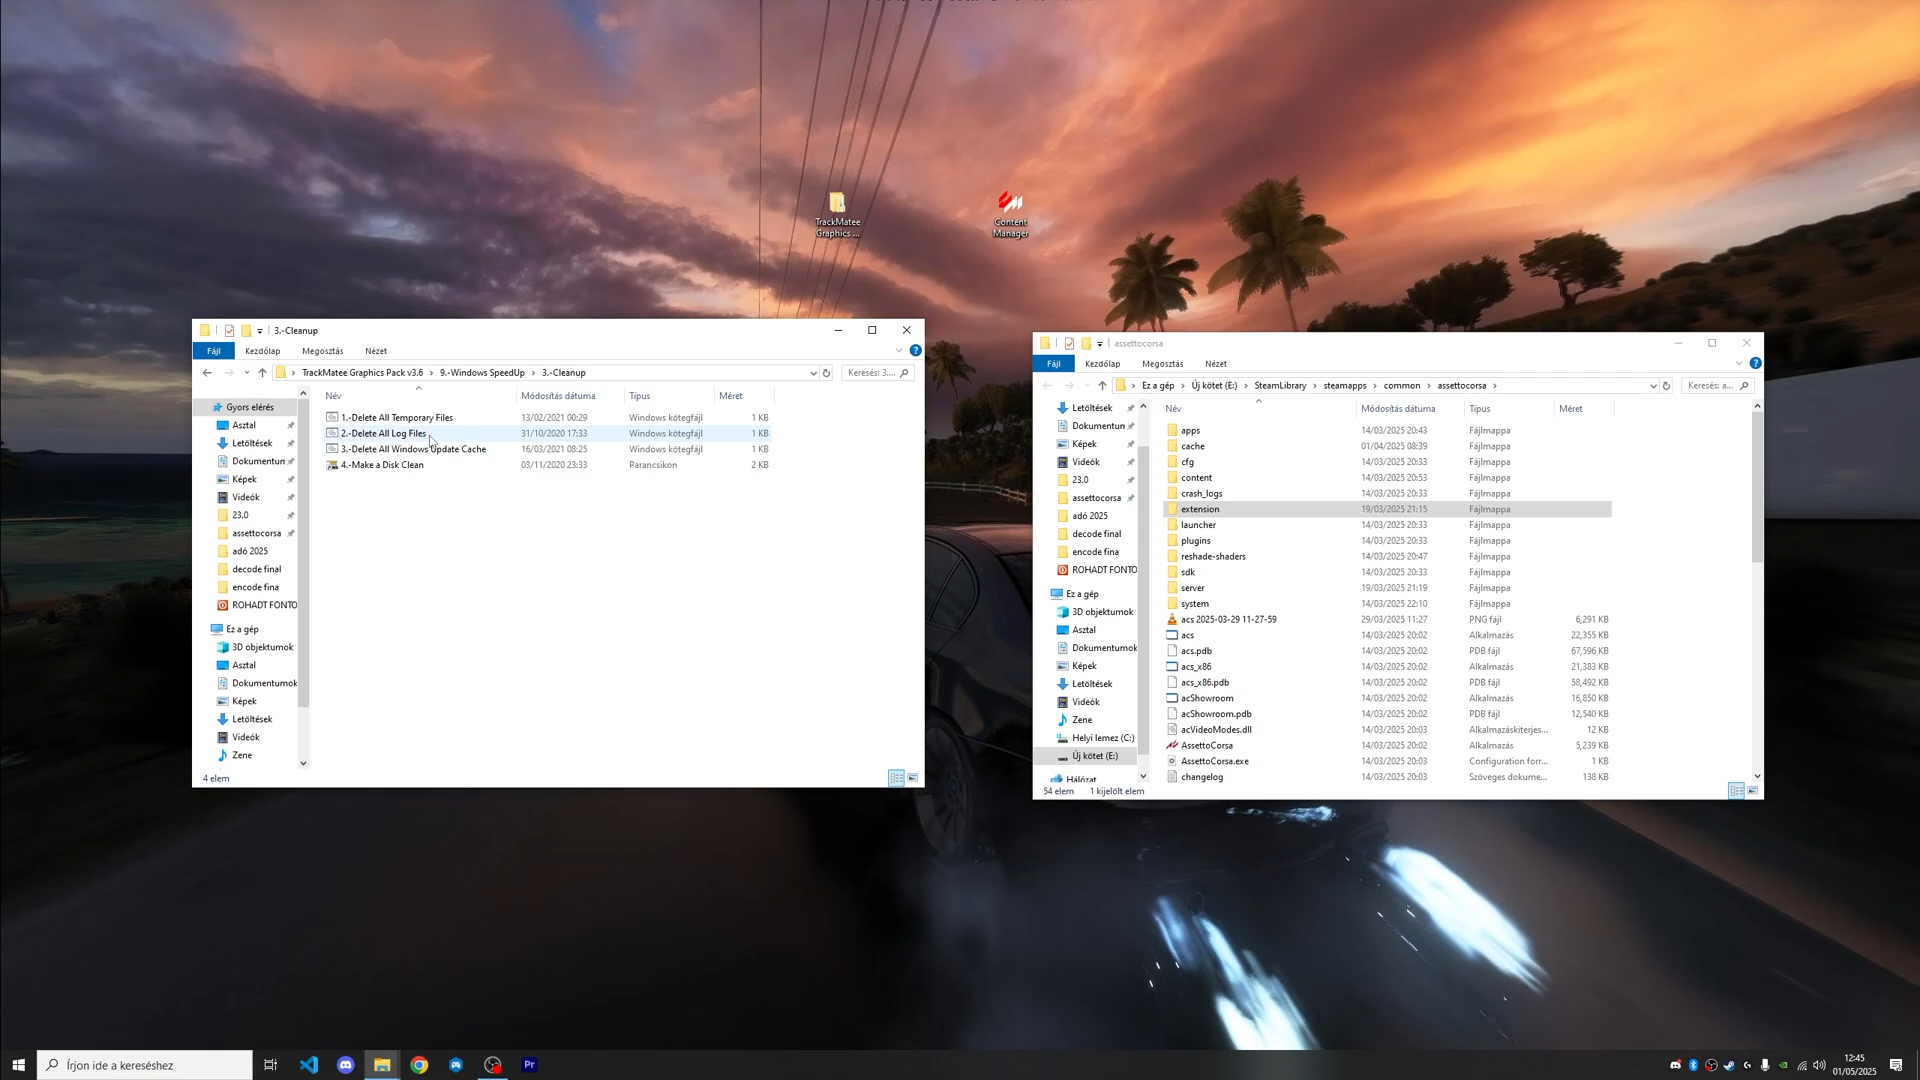 TrackMatee
Graphics ...
Content
Manager
3.-Cleanup
Fájl Kezdőlap Megosztás Nézet
TrackMatee Graphics Pack v3.6 › 9.-Windows SpeedUp › 3.-Cleanup
Keresés: 3....
Név Módosítás dátuma Típus Méret
1.-Delete All Temporary Files 13/02/2021 00:29 Windows kötegfájl 1 KB
2.-Delete All Log Files 31/10/2020 17:33 Windows kötegfájl 1 KB
3.-Delete All Windows Update Cache 16/03/2021 08:25 Windows kötegfájl 1 KB
4.-Make a Disk Clean 03/11/2020 23:33 Parancsikon 2 KB
Gyors elérés
Asztal
Letöltések
Dokumentun
Képek
Videók
23.0
assettocorsa
adó 2025
decode final
encode fina
ROHADT FONTO
Ez a gép
3D objektumok
Asztal
Dokumentumok
Képek
Letöltések
Videók
Zene
4 elem
assettocorsa
Fájl Kezdőlap Megosztás Nézet
Ez a gép › Új kötet (E:) › SteamLibrary › steamapps › common › assettocorsa ›
Keresés: a...
Név Módosítás dátuma Típus Méret
Letöltések
Dokumentun
Képek
Videók
23.0
assettocorsa
adó 2025
decode final
encode fina
ROHADT FONTO
Ez a gép
3D objektumok
Asztal
Dokumentumok
Képek
Letöltések
Videók
Zene
Helyi lemez (C:)
Új kötet (E:)
Hálózat
apps 14/03/2025 20:43 Fájlmappa
cache 01/04/2025 08:39 Fájlmappa
cfg 14/03/2025 20:33 Fájlmappa
content 14/03/2025 20:53 Fájlmappa
crash_logs 14/03/2025 20:33 Fájlmappa
extension 19/03/2025 21:15 Fájlmappa
launcher 14/03/2025 20:33 Fájlmappa
plugins 14/03/2025 20:33 Fájlmappa
reshade-shaders 14/03/2025 20:47 Fájlmappa
sdk 14/03/2025 20:33 Fájlmappa
server 19/03/2025 21:19 Fájlmappa
system 14/03/2025 22:10 Fájlmappa
acs 2025-03-29 11-27-59 29/03/2025 11:27 PNG fájl 6,291 KB
acs 14/03/2025 20:02 Alkalmazás 22,355 KB
acs.pdb 14/03/2025 20:02 PDB fájl 67,596 KB
acs_x86 14/03/2025 20:02 Alkalmazás 21,383 KB
acs_x86.pdb 14/03/2025 20:02 PDB fájl 58,492 KB
acShowroom 14/03/2025 20:02 Alkalmazás 16,850 KB
acShowroom.pdb 14/03/2025 20:02 PDB fájl 12,540 KB
acVideoModes.dll 14/03/2025 20:03 Alkalmazáskiterjes... 12 KB
AssettoCorsa 14/03/2025 20:02 Alkalmazás 5,239 KB
AssettoCorsa.exe 14/03/2025 20:03 Configuration forr... 1 KB
changelog 14/03/2025 20:03 Szöveges dokume... 138 KB
54 elem 1 kijelölt elem
Írjon ide a kereséshez
Pr
12:45
01/05/2025